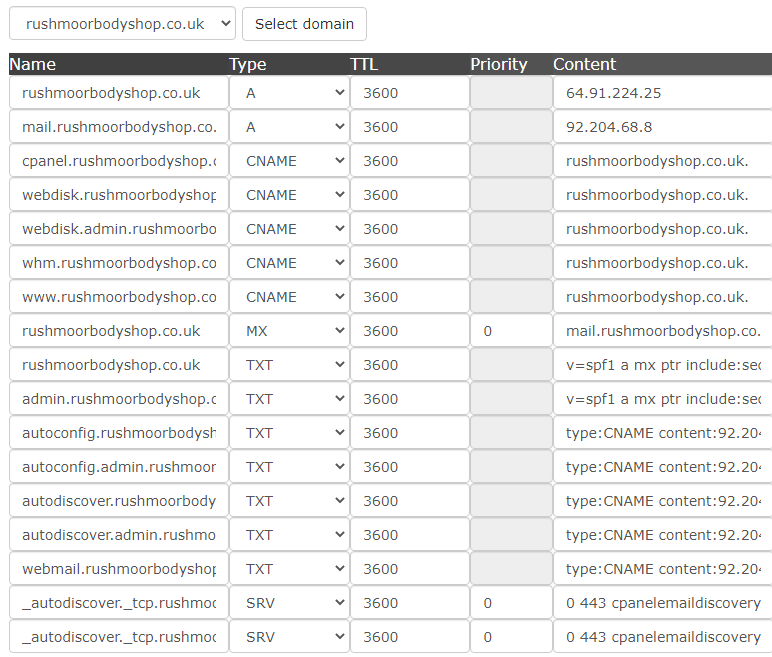 rushmoorbodyshop.co.uk Select domain
Name Type TTL Priority Content
rushmoorbodyshop.co.uk A 3600 64.91.224.25
mail.rushmoorbodyshop.co. A 3600 92.204.68.8
cpanel.rushmoorbodyshop.c CNAME 3600 rushmoorbodyshop.co.uk.
webdisk.rushmoorbodyshop CNAME 3600 rushmoorbodyshop.co.uk.
webdisk.admin.rushmoorbo CNAME 3600 rushmoorbodyshop.co.uk.
whm.rushmoorbodyshop.co CNAME 3600 rushmoorbodyshop.co.uk.
www.rushmoorbodyshop.co CNAME 3600 rushmoorbodyshop.co.uk.
rushmoorbodyshop.co.uk MX 3600 0 mail.rushmoorbodyshop.co.
rushmoorbodyshop.co.uk TXT 3600 v=spf1 a mx ptr include:sec
admin.rushmoorbodyshop.c TXT 3600 v=spf1 a mx ptr include:sec
autoconfig.rushmoorbodysh TXT 3600 type:CNAME content:92.204
autoconfig.admin.rushmoor TXT 3600 type:CNAME content:92.204
autodiscover.rushmoorbody TXT 3600 type:CNAME content:92.204
autodiscover.admin.rushmo TXT 3600 type:CNAME content:92.204
webmail.rushmoorbodyshop TXT 3600 type:CNAME content:92.204
_autodiscover._tcp.rushmoc SRV 3600 0 0 443 cpanelemaildiscovery
_autodiscover._tcp.rushmoc SRV 3600 0 0 443 cpanelemaildiscovery